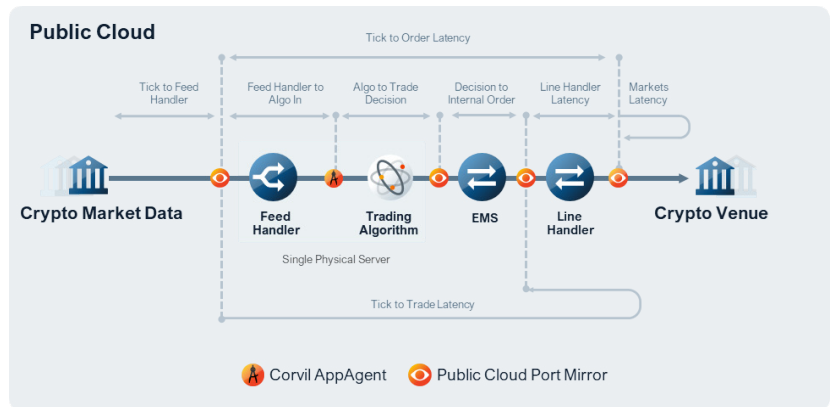 Public Cloud
Tick to Order Latency
Tick to Feed
Handler
Feed Handler to
Algo In
Algo to Trade
Decision
Decision to
Internal Order
Line Handler
Latency
Markets
Latency
Crypto Market Data
Feed
Handler
Trading
Algorithm
EMS
Line
Handler
Crypto Venue
Single Physical Server
Tick to Trade Latency
Corvil AppAgent
Public Cloud Port Mirror